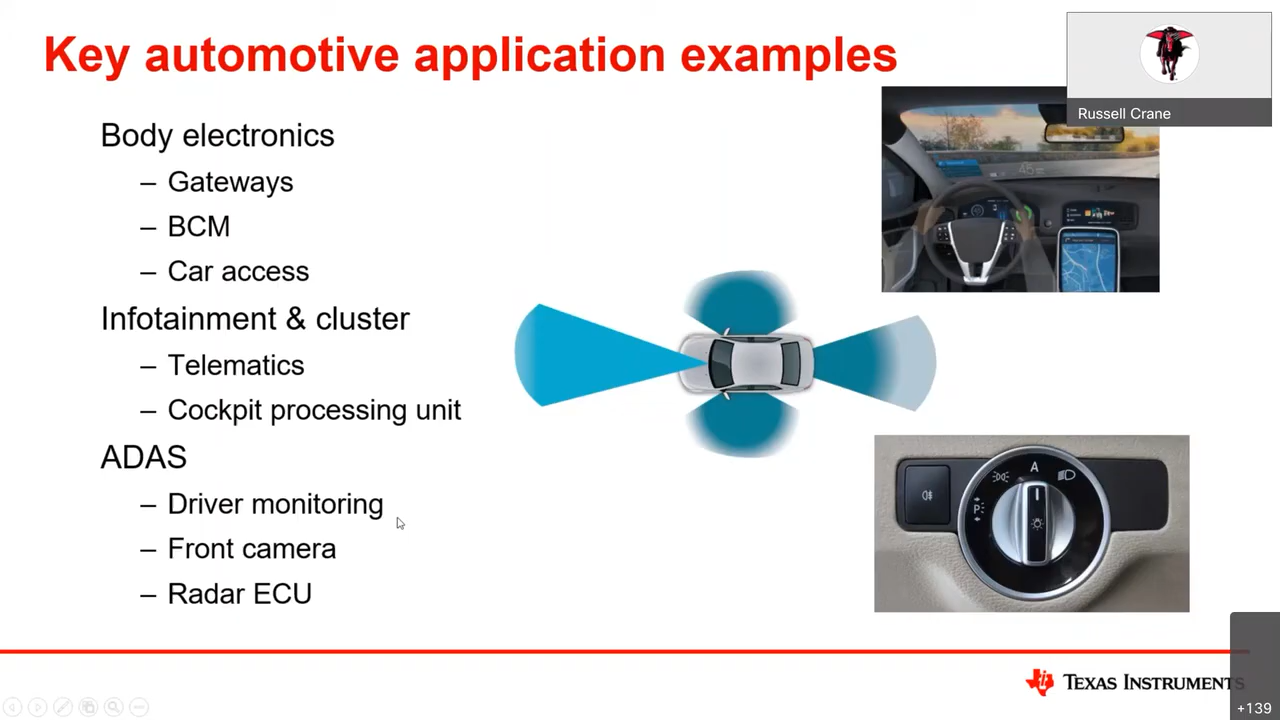 Key automotive application examples
Russell Crane
Body electronics
– Gateways
– BCM
– Car access
Infotainment & cluster
– Telematics
– Cockpit processing unit
ADAS
– Driver monitoring
– Front camera
– Radar ECU
45
A
P
TEXAS INSTRUMENTS
+139